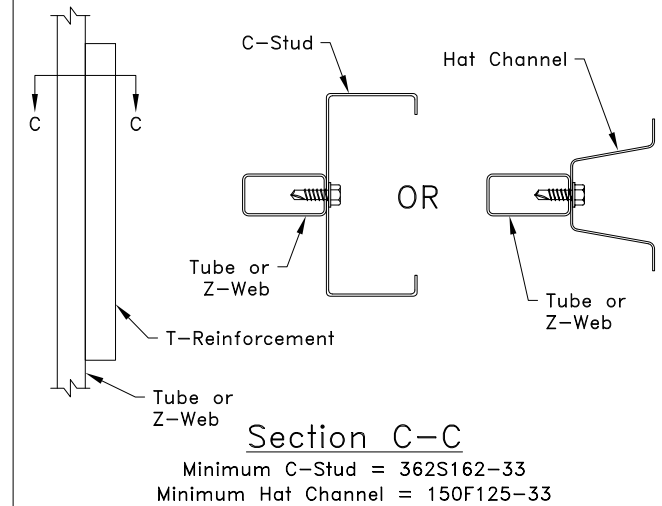 C-Stud
Hat Channel
C
C
OR
Tube or
Z-Web
Tube or
Z-Web
T-Reinforcement
Tube or
Z-Web
Section C-C
Minimum C-Stud = 362S162-33
Minimum Hat Channel = 150F125-33